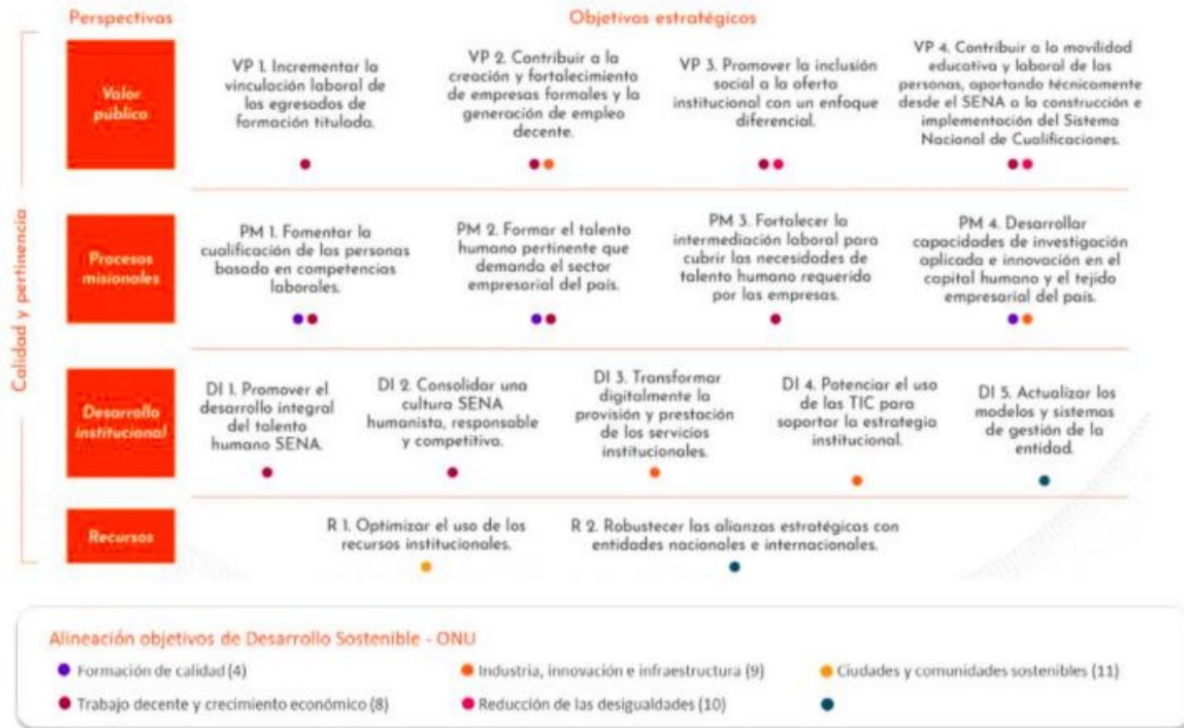 Perspectivas
Objetivos estratégicos
Calidad y pertinencia
Valor
público
VP 1. Incrementar la
vinculación laboral de
los egresados de
formación titulada.
VP 2. Contribuir a la
creación y fortalecimiento
de empresas formales y la
generación de empleo
decente.
VP 3. Promover la inclusión
social a la oferta
institucional con un enfoque
diferencial.
VP 4. Contribuir a la movilidad
educativa y laboral de las
personas, aportando técnicamente
desde el SENA a la construcción e
implementación del Sistema
Nacional de Cualificaciones.
Procesos
misionales
PM 1. Fomentar la
cualificación de las personas
basada en competencias
laborales.
PM 2. Formar el talento
humano pertinente que
demanda el sector
empresarial del país.
PM 3. Fortalecer la
intermediación laboral para
cubrir las necesidades de
talento humano requerido
por las empresas.
PM 4. Desarrollar
capacidades de investigación
aplicada e innovación en el
capital humano y el tejido
empresarial del país.
Desarrollo
institucional
DI 1. Promover el
desarrollo integral
del talento
humano SENA.
DI 2. Consolidar una
cultura SENA
humanista, responsable
y competitiva.
DI 3. Transformar
digitalmente la
provisión y prestación
de los servicios
institucionales.
DI 4. Potenciar el uso
de las TIC para
soportar la estrategia
institucional.
DI 5. Actualizar los
modelos y sistemas
de gestión de la
entidad.
Recursos
R 1. Optimizar el uso de los
recursos institucionales.
R 2. Robustecer las alianzas estratégicas con
entidades nacionales e internacionales.
Alineación objetivos de Desarrollo Sostenible - ONU
Formación de calidad (4)
Industria, innovación e infraestructura (9)
Ciudades y comunidades sostenibles (11)
Trabajo decente y crecimiento económico (8)
Reducción de las desigualdades (10)